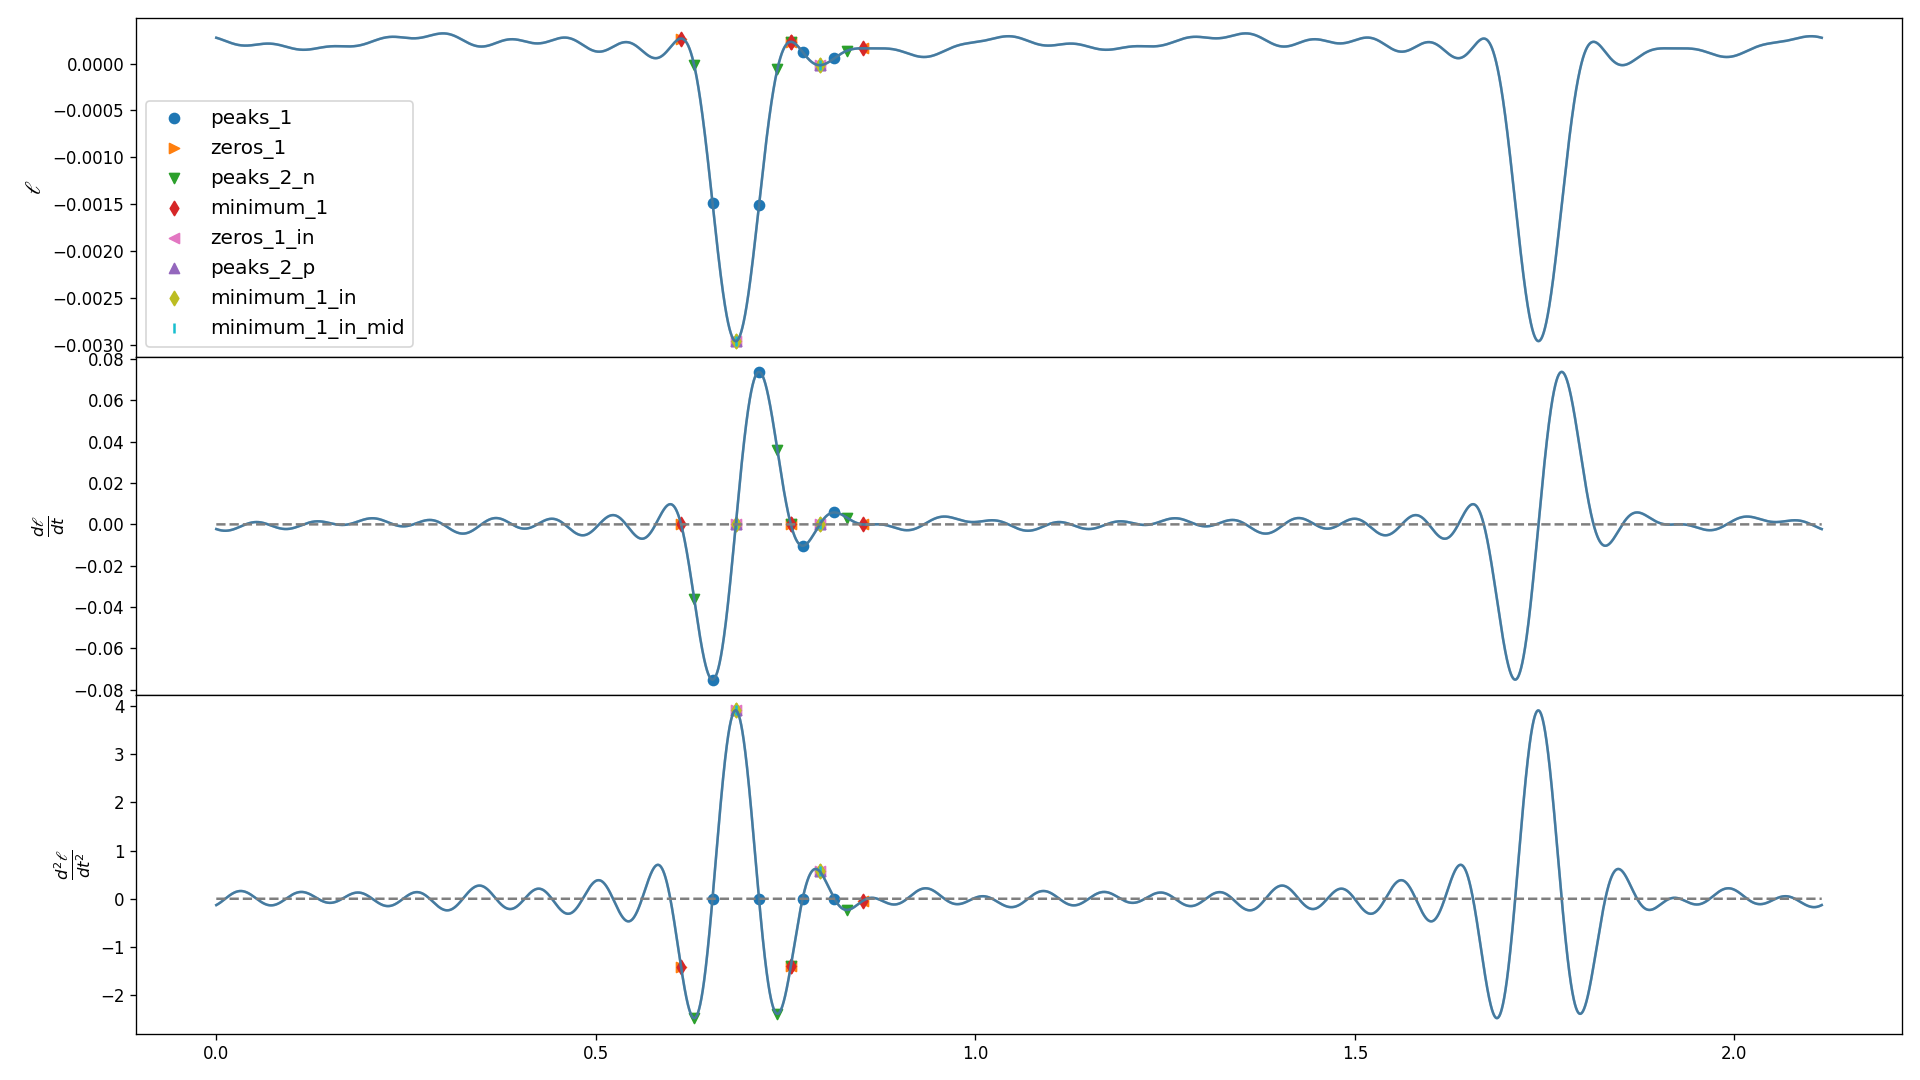 0.0000
−0.0005
−0.0010
−0.0015
−0.0020
−0.0025
−0.0030
ℓ
peaks_1
zeros_1
peaks_2_n
minimum_1
zeros_1_in
peaks_2_p
minimum_1_in
minimum_1_in_mid
0.08
0.06
0.04
0.02
0.00
−0.02
−0.04
−0.06
−0.08
dℓ
dt
4
3
2
1
0
−1
−2
d²ℓ
dt²
0.0 0.5 1.0 1.5 2.0